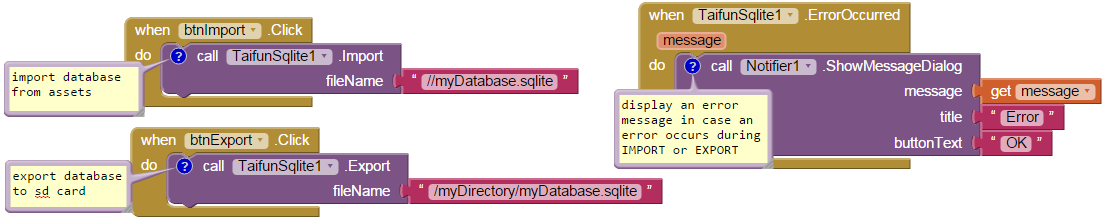 when btnImport .Click
do ? call TaifunSqlite1 .Import
fileName “ //myDatabase.sqlite ”
import database
from assets
when btnExport .Click
do ? call TaifunSqlite1 .Export
fileName “ /myDirectory/myDatabase.sqlite ”
export database
to sd card
when TaifunSqlite1 .ErrorOccurred
message
do ? call Notifier1 .ShowMessageDialog
message get message
title “ Error ”
buttonText “ OK ”
display an error
message in case an
error occurs during
IMPORT or EXPORT